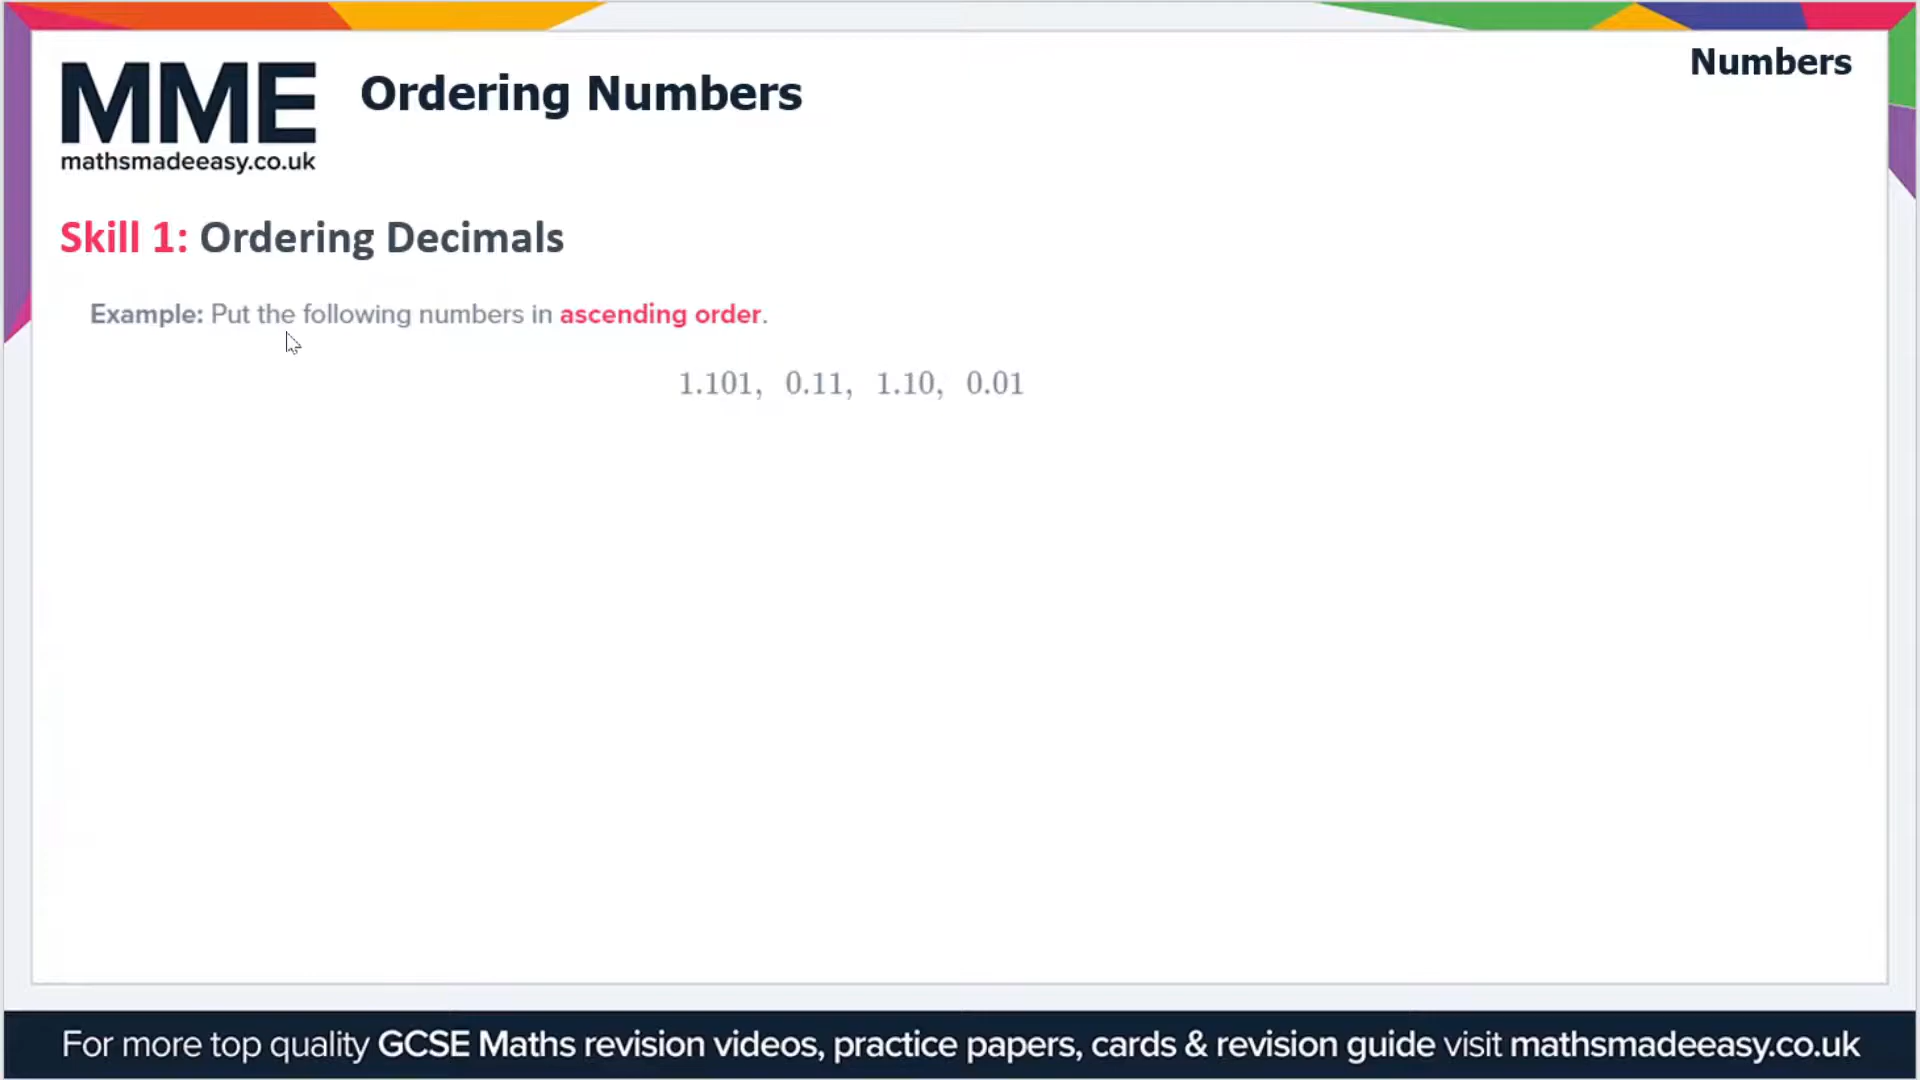 MME
mathsmadeeasy.co.uk
Ordering Numbers
Numbers
Skill 1: Ordering Decimals
Example: Put the following numbers in ascending order.
1.101, 0.11, 1.10, 0.01
For more top quality GCSE Maths revision videos, practice papers, cards & revision guide visit mathsmadeeasy.co.uk